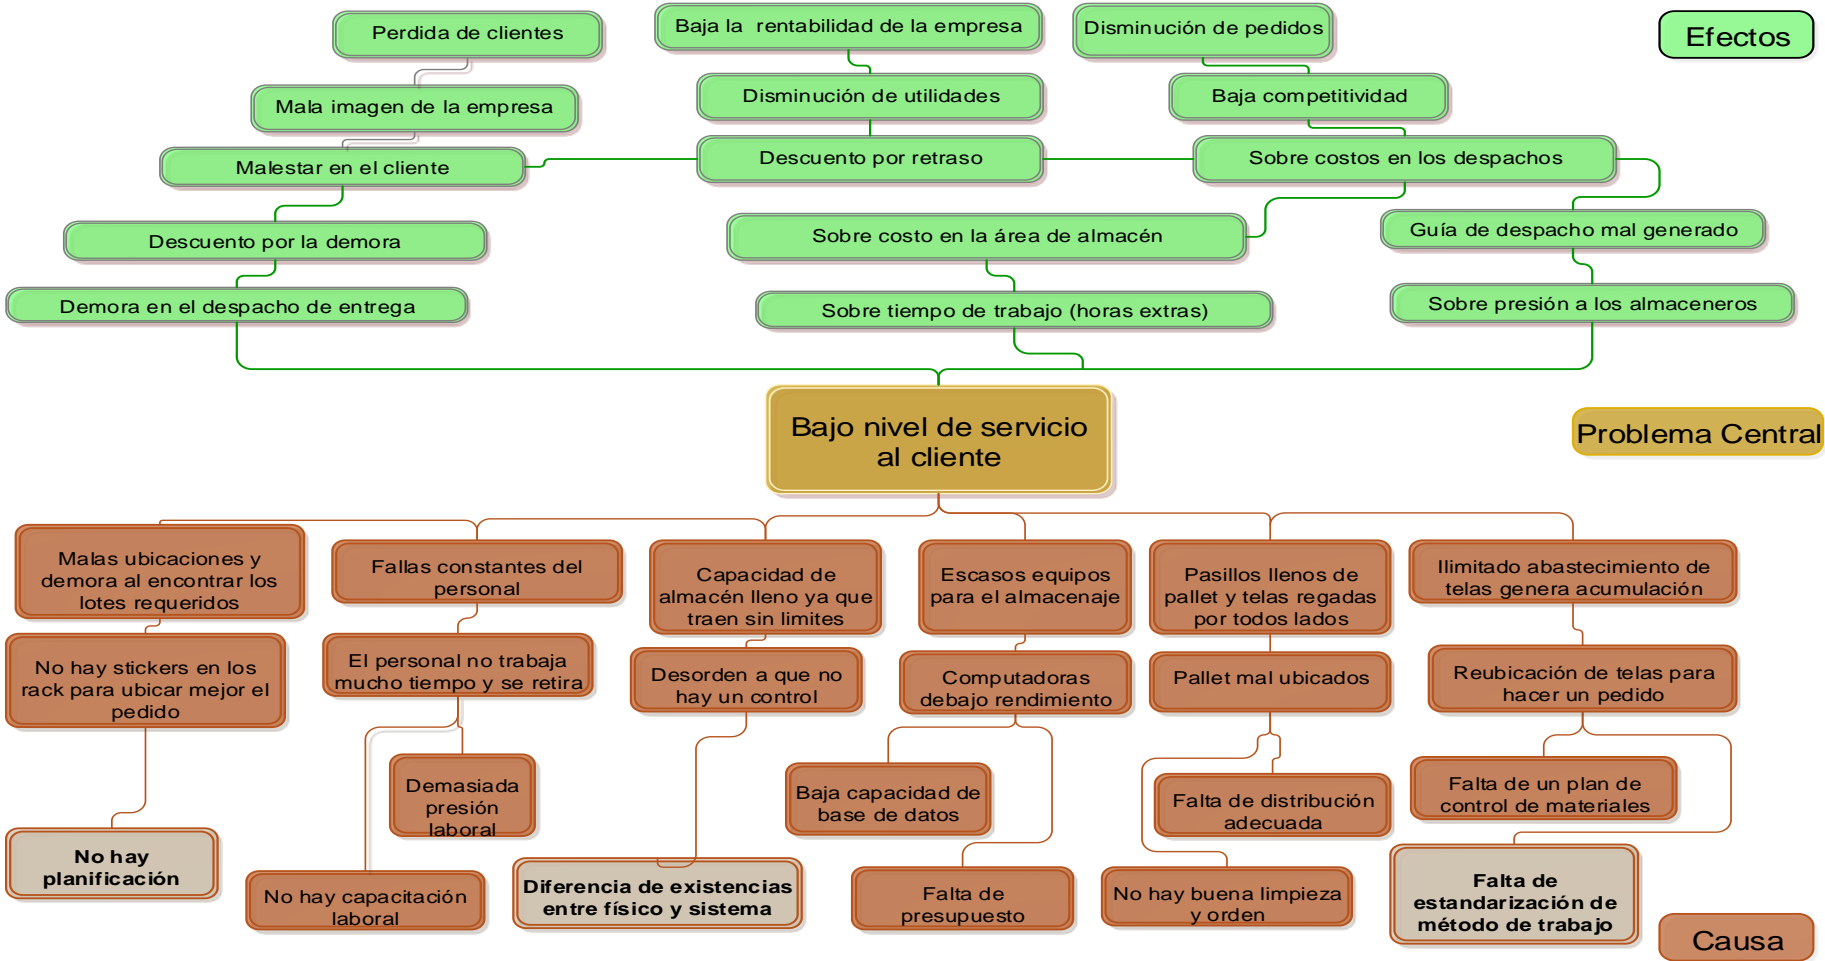 Perdida de clientes
Baja la  rentabilidad de la empresa
Disminución de pedidos
Efectos
Mala imagen de la empresa
Disminución de utilidades
Baja competitividad
Malestar en el cliente
Descuento por retraso
Sobre costos en los despachos
Descuento por la demora
Sobre costo en la área de almacén
Guía de despacho mal generado
Demora en el despacho de entrega
Sobre tiempo de trabajo (horas extras)
Sobre presión a los almaceneros
Bajo nivel de servicio
al cliente
Problema Central
Malas ubicaciones y
demora al encontrar los
lotes requeridos
Fallas constantes del
personal
Capacidad de
almacén lleno ya que
traen sin limites
Escasos equipos
para el almacenaje
Pasillos llenos de
pallet y telas regadas
por todos lados
Ilimitado abastecimiento de
telas genera acumulación
No hay stickers en los
rack para ubicar mejor el
pedido
El personal no trabaja
mucho tiempo y se retira
Desorden a que no
hay un control
Computadoras
debajo rendimiento
Pallet mal ubicados
Reubicación de telas para
hacer un pedido
Demasiada
presión
laboral
Baja capacidad de
base de datos
Falta de distribución
adecuada
Falta de un plan de
control de materiales
No hay
planificación
No hay capacitación
laboral
Diferencia de existencias
entre físico y sistema
Falta de
presupuesto
No hay buena limpieza
y orden
Falta de
estandarización de
método de trabajo
Causa